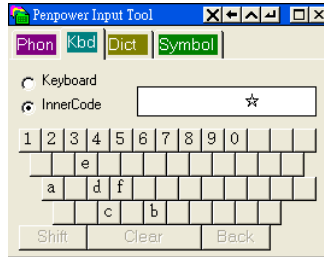 Penpower Input Tool
Phon Kbd Dict Symbol
Keyboard
InnerCode
☆
1 2 3 4 5 6 7 8 9 0
e
a d f
c b
Shift Clear Back